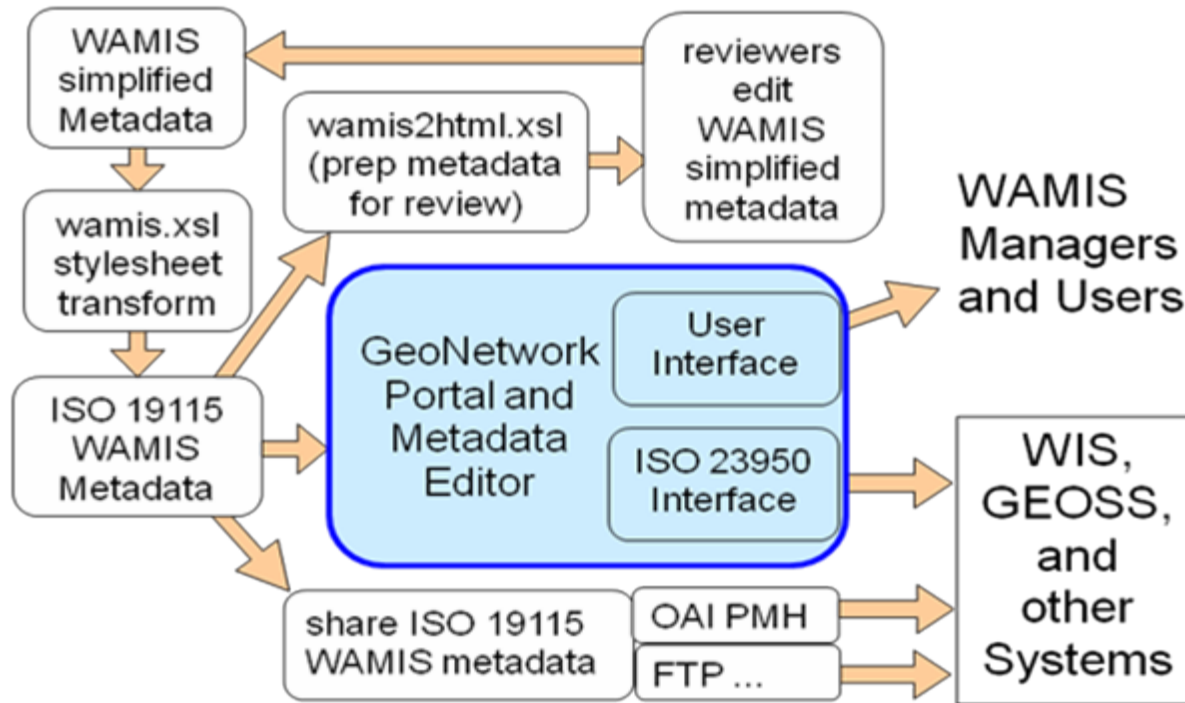 WAMIS
simplified
Metadata
wamis.xsl
stylesheet
transform
ISO 19115
WAMIS
Metadata
wamis2html.xsl
(prep metadata
for review)
reviewers
edit
WAMIS
simplified
metadata
GeoNetwork
Portal and
Metadata
Editor
User
Interface
ISO 23950
Interface
WAMIS
Managers
and Users
share ISO 19115
WAMIS metadata
OAI PMH
FTP ...
WIS,
GEOSS,
and
other
Systems